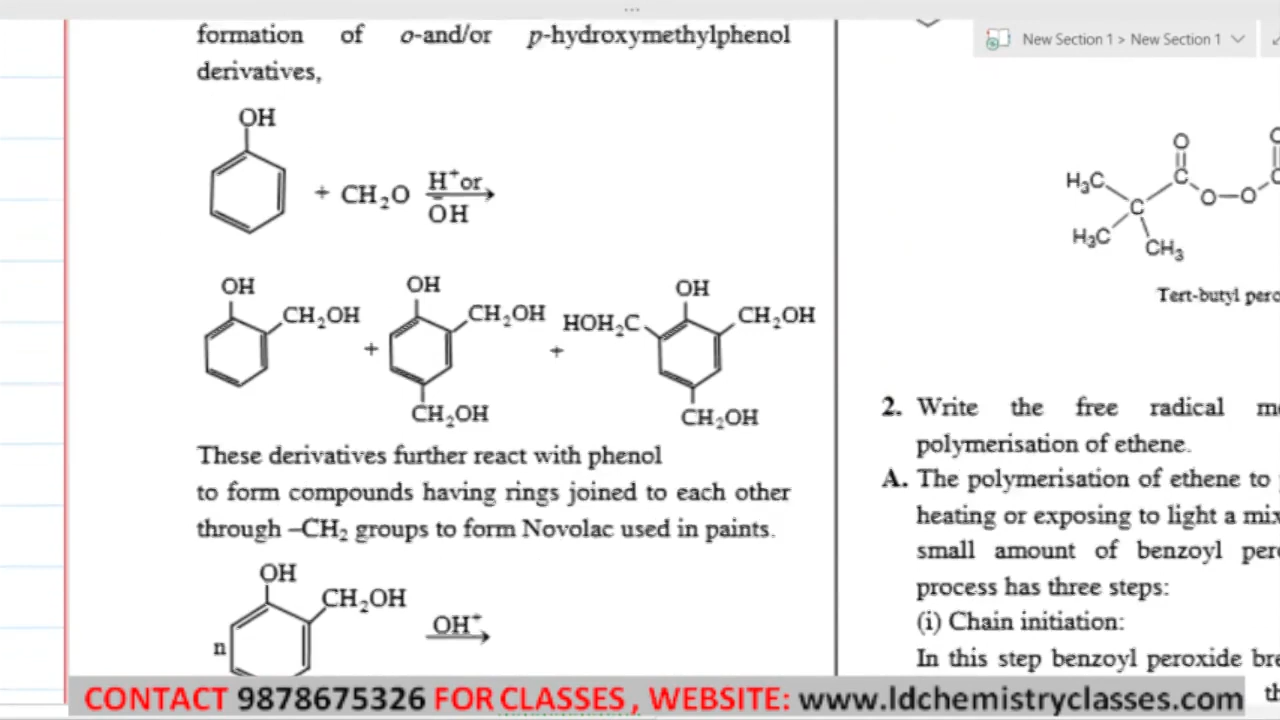 formation of o-and/or p-hydroxymethylphenol
derivatives,
OH
+ CH₂O H⁺or
ŌH
OH
CH₂OH
+
OH
CH₂OH
CH₂OH
+
OH
HOH₂C
CH₂OH
CH₂OH
These derivatives further react with phenol
to form compounds having rings joined to each other
through –CH₂ groups to form Novolac used in paints.
OH
CH₂OH
n
OH⁺
New Section 1 > New Section 1
O
H₃C
C
C
O–O
C
H₃C
CH₃
Tert-butyl
2. Write the free radical
polymerisation of ethene.
A. The polymerisation of ethene to
heating or exposing to light a
small amount of benzoyl
process has three steps:
(i) Chain initiation:
In this step benzoyl peroxide
CONTACT 9878675326 FOR CLASSES , WEBSITE: www.ldchemistryclasses.com